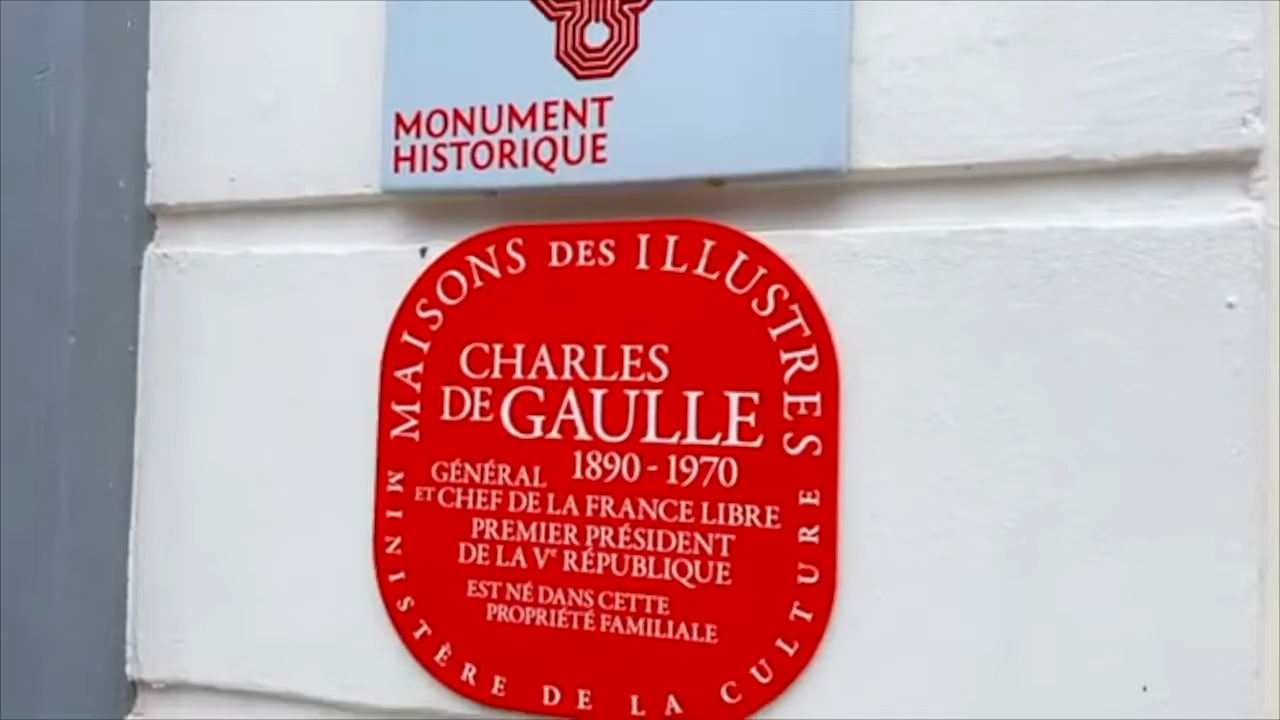 MONUMENT
HISTORIQUE
MAISONS DES ILLUSTRES
CHARLES
DE GAULLE
1890 - 1970
GÉNÉRAL
ET CHEF DE LA FRANCE LIBRE
PREMIER PRÉSIDENT
DE LA Ve RÉPUBLIQUE
EST NÉ DANS CETTE
PROPRIÉTÉ FAMILIALE
MINISTÈRE DE LA CULTURE